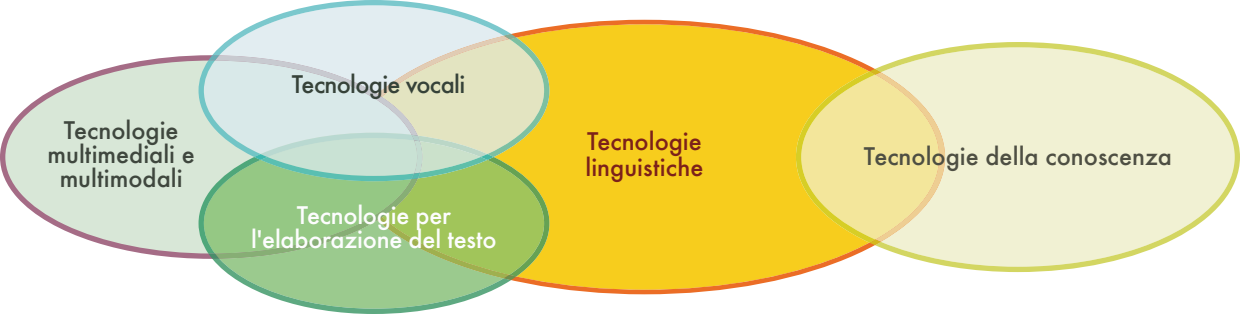 Tecnologie vocali
Tecnologie
multimediali e
multimodali
Tecnologie per
l'elaborazione del testo
Tecnologie
linguistiche
Tecnologie della conoscenza